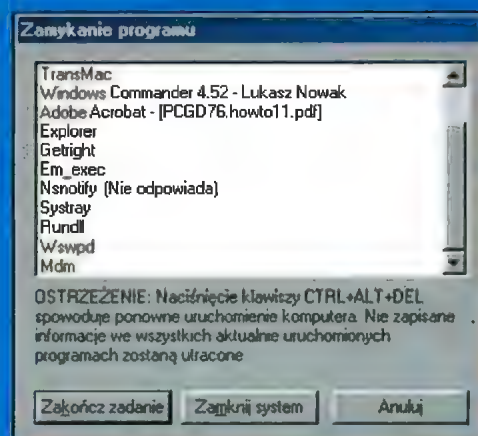 Zamykanie programu
TransMac
Windows Commander 4.52 - Lukasz Nowak
Adobe Acrobat - [PCGD76.howto11.pdf]
Explorer
Getright
Em_exec
Nsnotify (Nie odpowiada)
Systray
Rundll
Wswpd
Mdm
OSTRZEŻENIE: Naciśnięcie klawiszy CTRL+ALT+DEL
spowoduje ponowne uruchomienie komputera. Nie zapisane
informacje we wszystkich aktualnie uruchomionych
programach zostaną utracone
Zakończ zadanie
Zamknij system
Anuluj